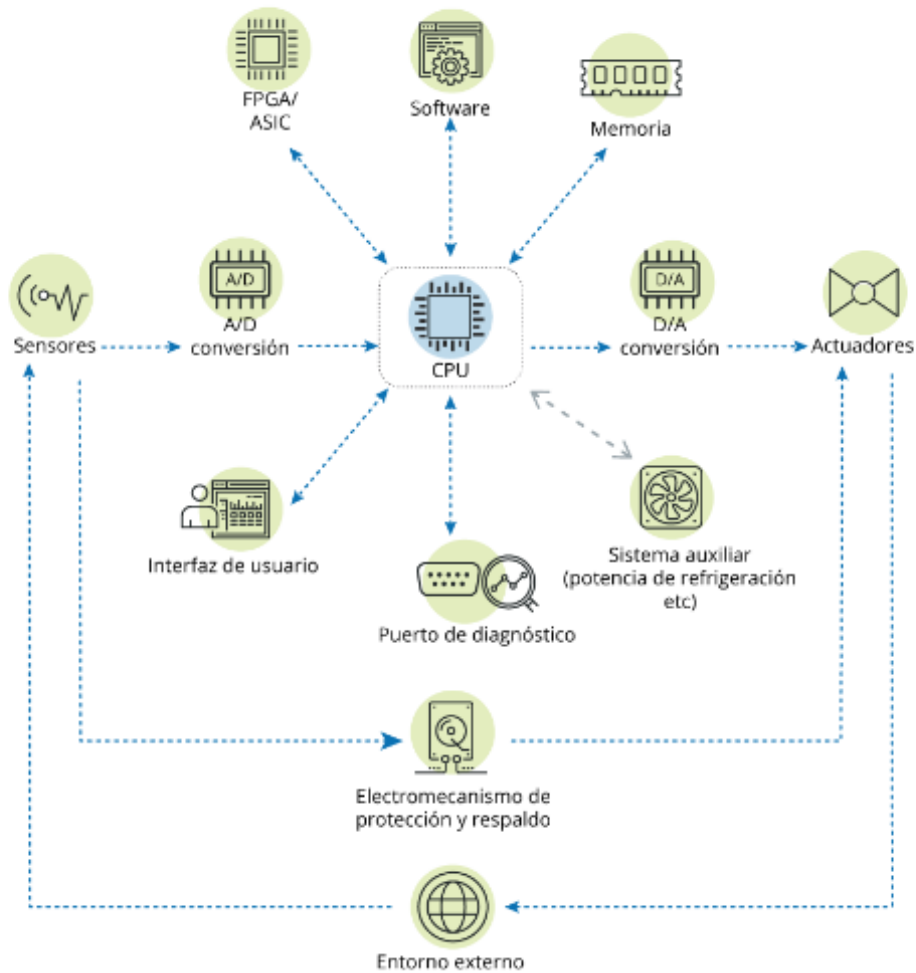 FPGA/
ASIC
Software
Memoria
A/D
D/A
Sensores
A/D
conversión
CPU
D/A
conversión
Actuadores
Interfaz de usuario
Sistema auxiliar
(potencia de refrigeración
etc)
Puerto de diagnóstico
Electromecanismo de
protección y respaldo
Entorno externo